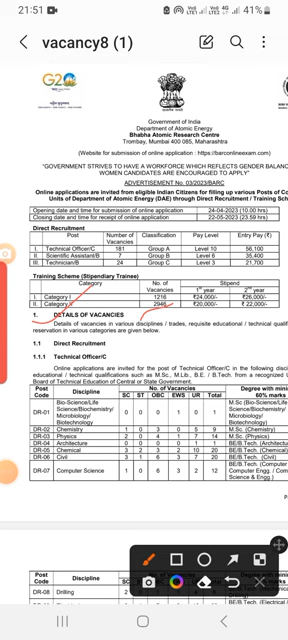 21:51
41%
vacancy8 (1)
G20
Government of India
Department of Atomic Energy
Bhabha Atomic Research Centre
Trombay, Mumbai 400 085, Maharashtra
(Website for submission of online application : https://barconlineexam.com)
"GOVERNMENT STRIVES TO HAVE A WORKFORCE WHICH REFLECTS GENDER BALAN
WOMEN CANDIDATES ARE ENCOURAGED TO APPLY"
ADVERTISEMENT No. 03/2023/BARC
Online applications are invited from eligible Indian Citizens for filling up various Posts of Co
Units of Department of Atomic Energy (DAE) through Direct Recruitment / Training Sch
Opening date and time for submission of online application 24-04-2023 (10.00 hrs)
Closing date and time for receipt of online application 22-05-2023 (23.59 hrs)
Direct Recruitment
Post Number of Vacancies Classification Pay Level Entry Pay (₹)
I. Technical Officer/C 181 Group A Level 10 56,100
II. Scientific Assistant/B 7 Group B Level 6 35,400
III. Technician/B 24 Group C Level 3 21,700
Training Scheme (Stipendiary Trainee)
Category No. of Vacancies Stipend
1st year 2nd year
I. Category I 1216 ₹24,000/- ₹26,000/-
II. Category 2946 ₹20,000/- ₹ 22,000/-
1. DETAILS OF VACANCIES
Details of vacancies in various disciplines / trades, requisite educational / technical qualific
reservation in various categories are given below.
1.1 Direct Recruitment
1.1.1 Technical Officer/C
Online applications are invited for the post of Technical Officer/C in the following discip
educational / technical qualifications such as M.Sc., M.Lib., B.E. / B.Tech. from a recognized U
Board of Technical Education of Central or State Government.
Post Code Discipline No. of Vacancies Degree with minim
SC ST OBC EWS UR Total 60% marks
DR-01 Bio-Science/Life Science/Biochemistry/ Microbiology/ Biotechnology 0 0 0 1 0 1 M.Sc (Bio-Science/Life Science/Biochemistry/ Microbiology/ Biotechnology)
DR-02 Chemistry 1 0 3 0 5 9 M.Sc. (Chemistry)
DR-03 Physics 2 0 4 1 7 14 M.Sc. (Physics)
DR-04 Architecture 0 0 0 0 1 1 BE/B.Tech. (Architectu
DR-05 Chemical 3 2 3 2 10 20 BE/B.Tech. (Chemical)
DR-06 Civil 3 1 6 3 7 20 BE/B.Tech. (Civil)
DR-07 Computer Science 1 0 6 3 2 12 BE/B.Tech. (Computer Computer Engg. / Com Science & Engg.)
Post Code Discipline
SC
DR-08 Drilling 2